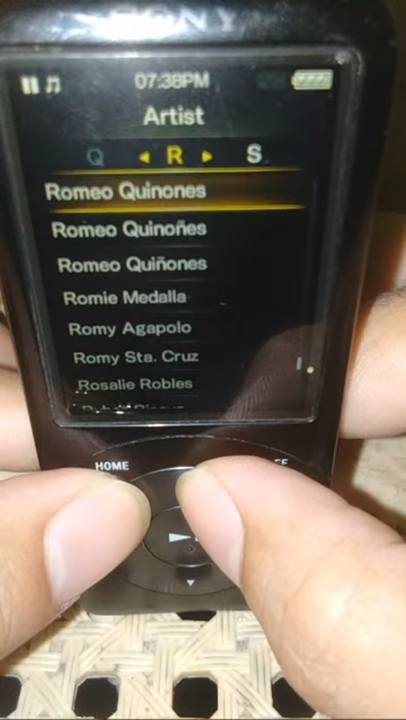 SONY
07:38PM
Artist
Q R S
Romeo Quinones
Romeo Quinoñes
Romeo Quiñones
Romie Medalla
Romy Agapolo
Romy Sta. Cruz
Rosalie Robles
HOME